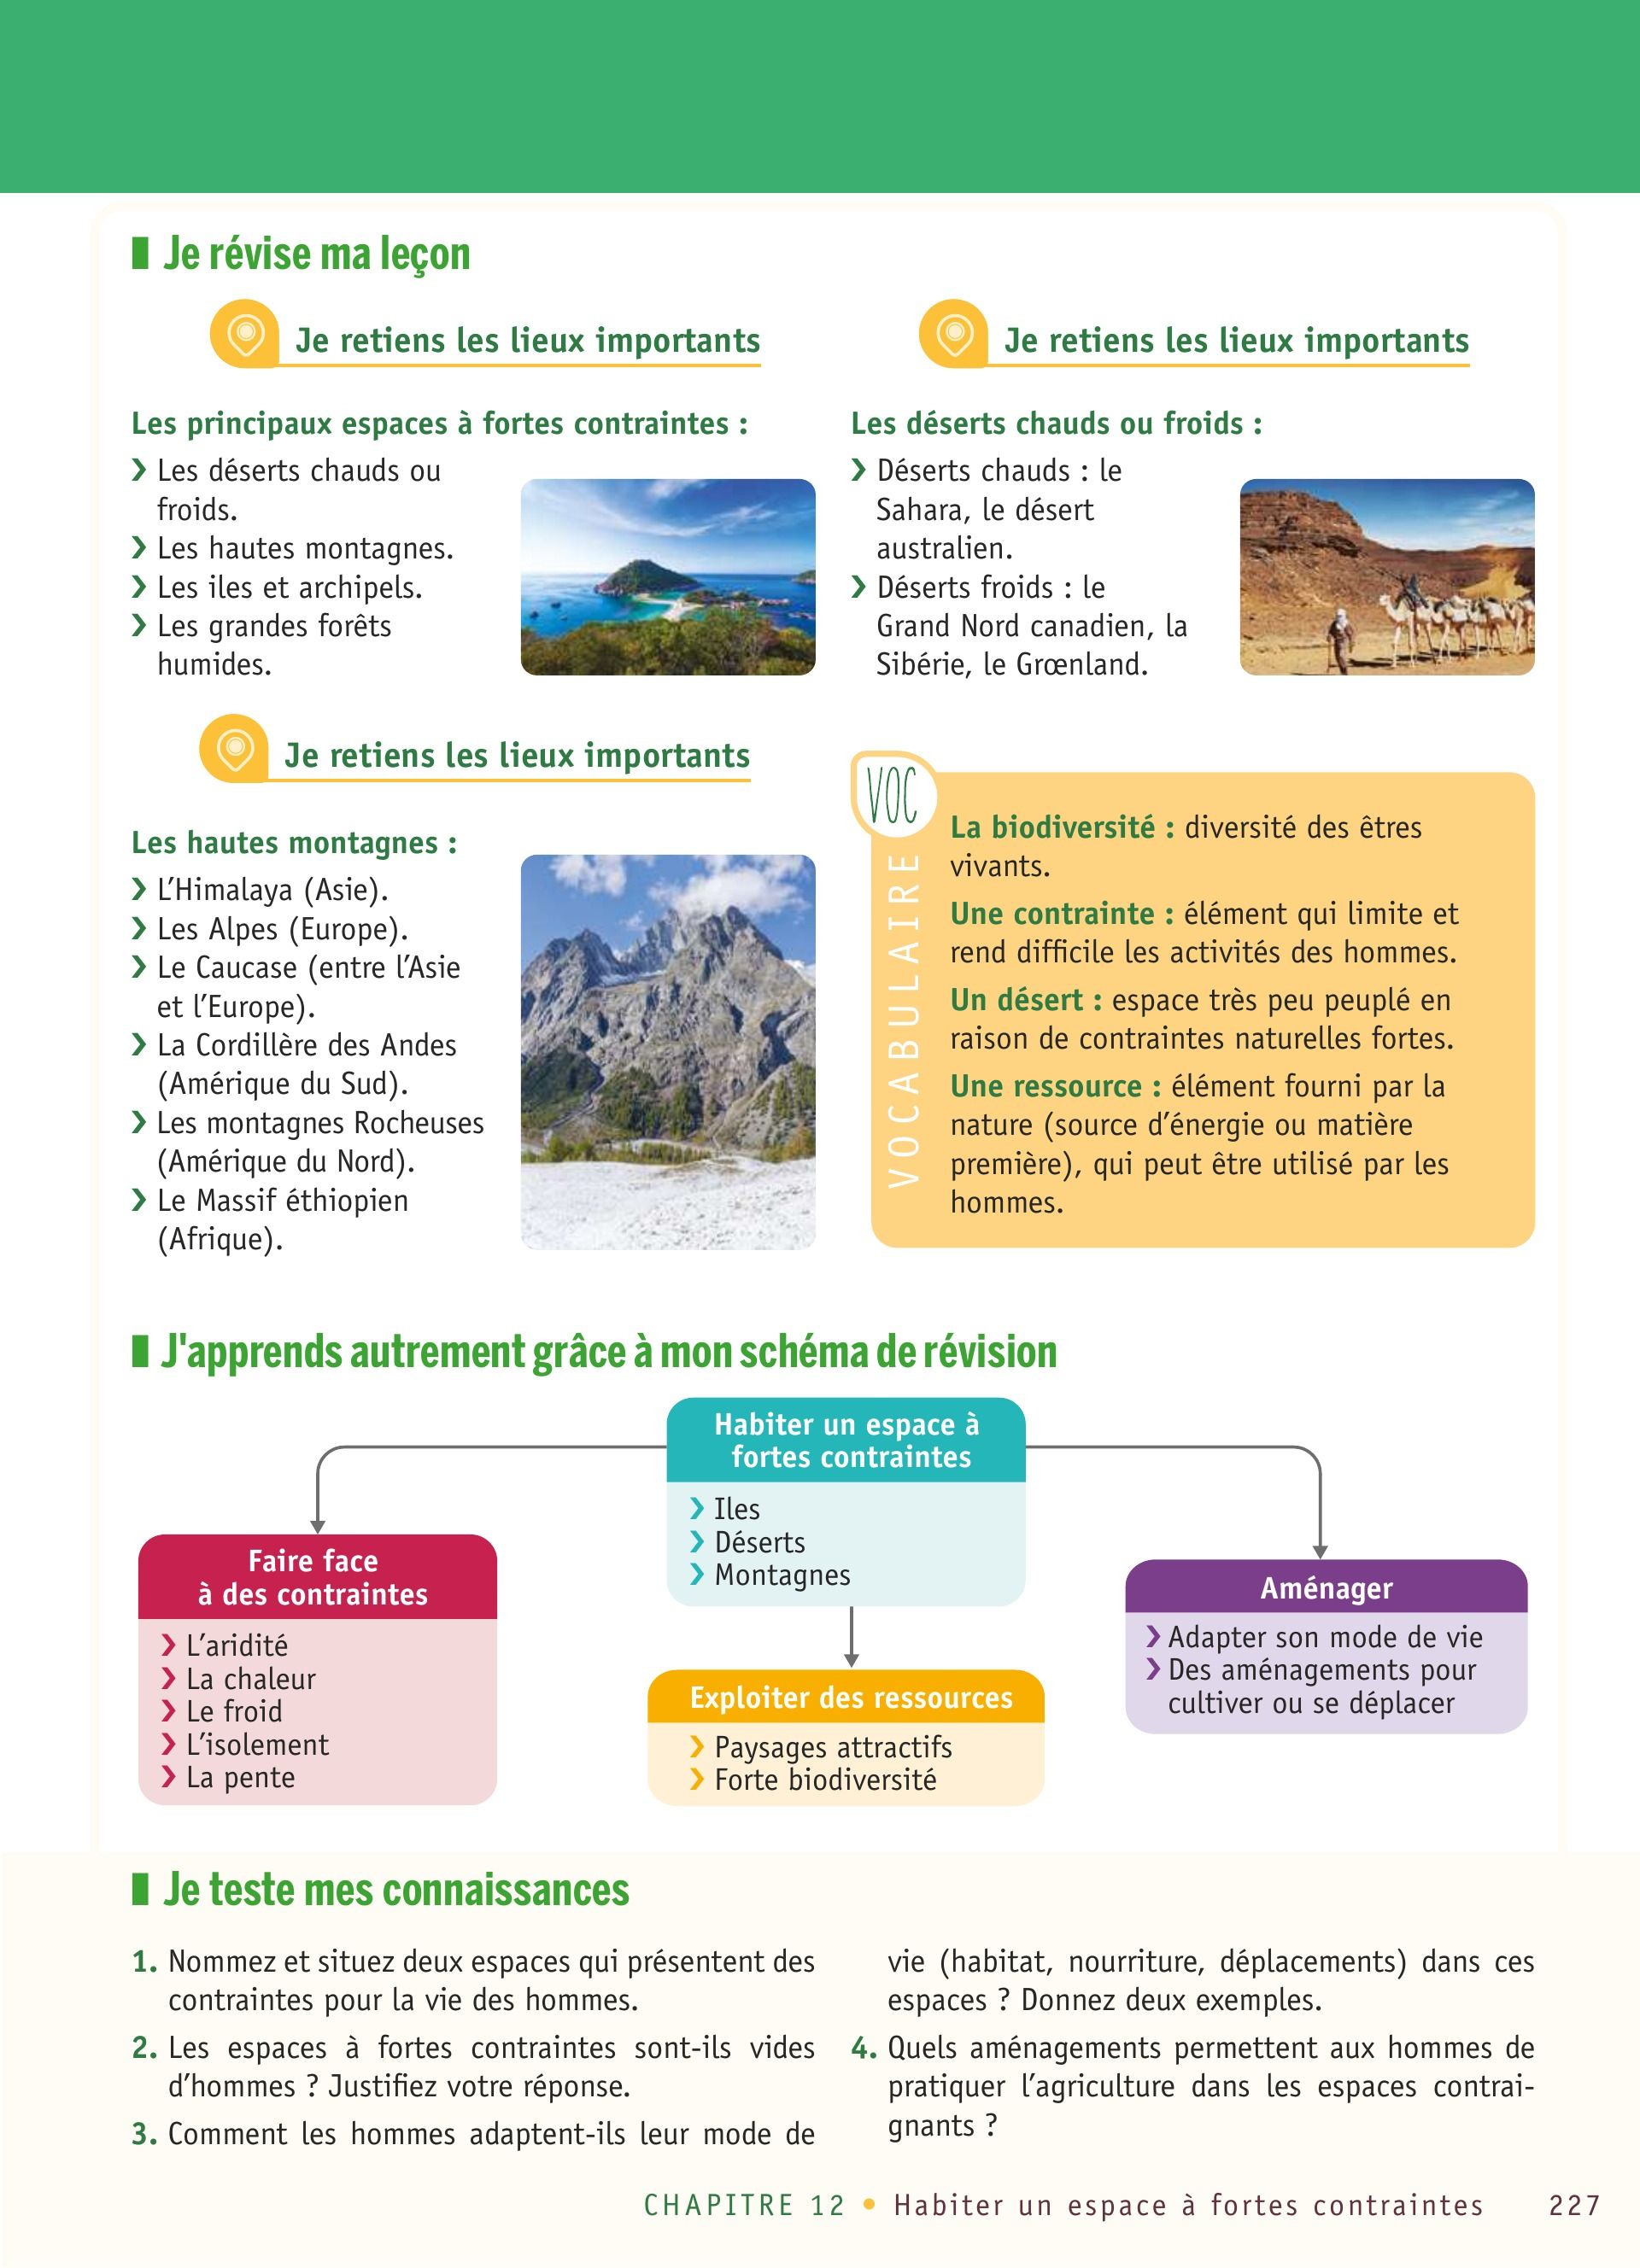 Je révise ma leçon
Je retiens les lieux importants
Les principaux espaces à fortes contraintes :
❯ Les déserts chauds ou
froids.
❯ Les hautes montagnes.
❯ Les iles et archipels.
❯ Les grandes forêts
humides.
Je retiens les lieux importants
Les déserts chauds ou froids :
❯ Déserts chauds : le
Sahara, le désert
australien.
❯ Déserts froids : le
Grand Nord canadien, la
Sibérie, le Grœnland.
Je retiens les lieux importants
Les hautes montagnes :
❯ L'Himalaya (Asie).
❯ Les Alpes (Europe).
❯ Le Caucase (entre l'Asie
et l'Europe).
❯ La Cordillère des Andes
(Amérique du Sud).
❯ Les montagnes Rocheuses
(Amérique du Nord).
❯ Le Massif éthiopien
(Afrique).
VOC
VOCABULAIRE
La biodiversité : diversité des êtres
vivants.
Une contrainte : élément qui limite et
rend difficile les activités des hommes.
Un désert : espace très peu peuplé en
raison de contraintes naturelles fortes.
Une ressource : élément fourni par la
nature (source d'énergie ou matière
première), qui peut être utilisé par les
hommes.
J'apprends autrement grâce à mon schéma de révision
Habiter un espace à
fortes contraintes
❯ Iles
❯ Déserts
❯ Montagnes
Faire face
à des contraintes
❯ L'aridité
❯ La chaleur
❯ Le froid
❯ L'isolement
❯ La pente
Exploiter des ressources
❯ Paysages attractifs
❯ Forte biodiversité
Aménager
❯ Adapter son mode de vie
❯ Des aménagements pour
cultiver ou se déplacer
Je teste mes connaissances
1. Nommez et situez deux espaces qui présentent des
contraintes pour la vie des hommes.
2. Les espaces à fortes contraintes sont-ils vides
d'hommes ? Justifiez votre réponse.
3. Comment les hommes adaptent-ils leur mode de
vie (habitat, nourriture, déplacements) dans ces
espaces ? Donnez deux exemples.
4. Quels aménagements permettent aux hommes de
pratiquer l'agriculture dans les espaces contrai-
gnants ?
CHAPITRE 12 • Habiter un espace à fortes contraintes 227